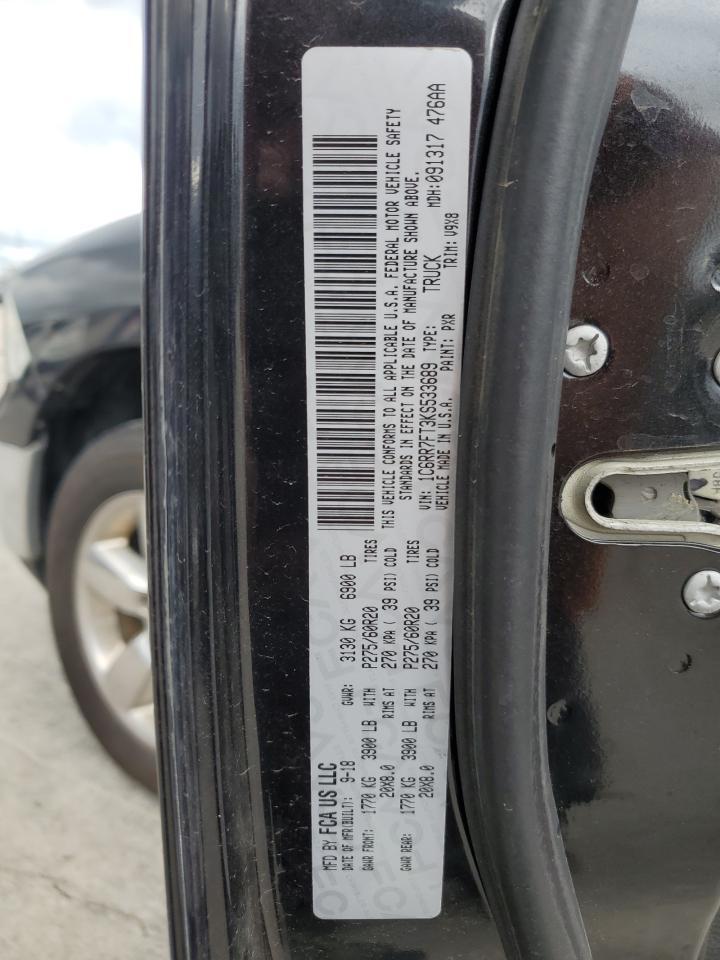 MFD BY FCA US LLC
DATE OF MFR(BUILT): 9-18 GVWR: 3130 KG 6900 LB
GAWR FRONT: 1770 KG 3900 LB WITH P275/60R20 TIRES
20X8.0 RIMS AT 270 KPA ( 39 PSI) COLD
GAWR REAR: 1770 KG 3900 LB WITH P275/60R20 TIRES
20X8.0 RIMS AT 270 KPA ( 39 PSI) COLD
THIS VEHICLE CONFORMS TO ALL APPLICABLE U.S.A. FEDERAL MOTOR VEHICLE SAFETY
STANDARDS IN EFFECT ON THE DATE OF MANUFACTURE SHOWN ABOVE.
VIN: 1C6RR7FT3KS533689 TYPE: TRUCK MDH:091317 476AA
VEHICLE MADE IN U.S.A. PAINT: PXR TRIM: V9X8